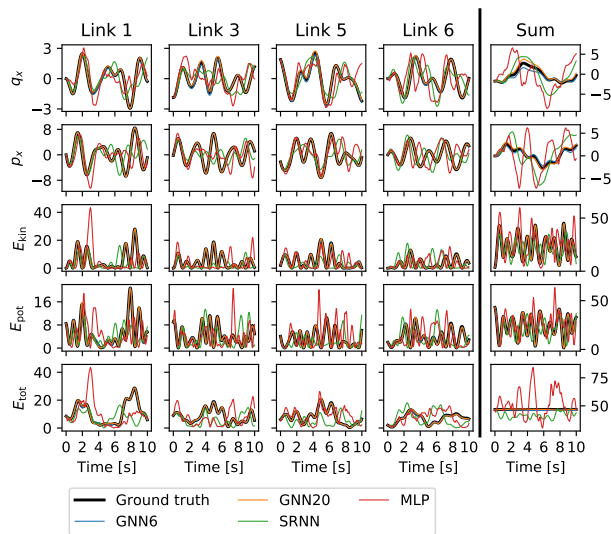 Link 1 Link 3 Link 5 Link 6 Sum
q_x 3 0 −3 5 0 −5
p_x 8 0 −8 5 0 −5
E_kin 40 20 0 50 0
E_pot 16 8 0 50 0
E_tot 40 20 0 75 50
0 2 4 6 8 10 0 2 4 6 8 10 0 2 4 6 8 10 0 2 4 6 8 10 0 2 4 6 8 10
Time [s] Time [s] Time [s] Time [s] Time [s]
Ground truth GNN20 MLP
GNN6 SRNN